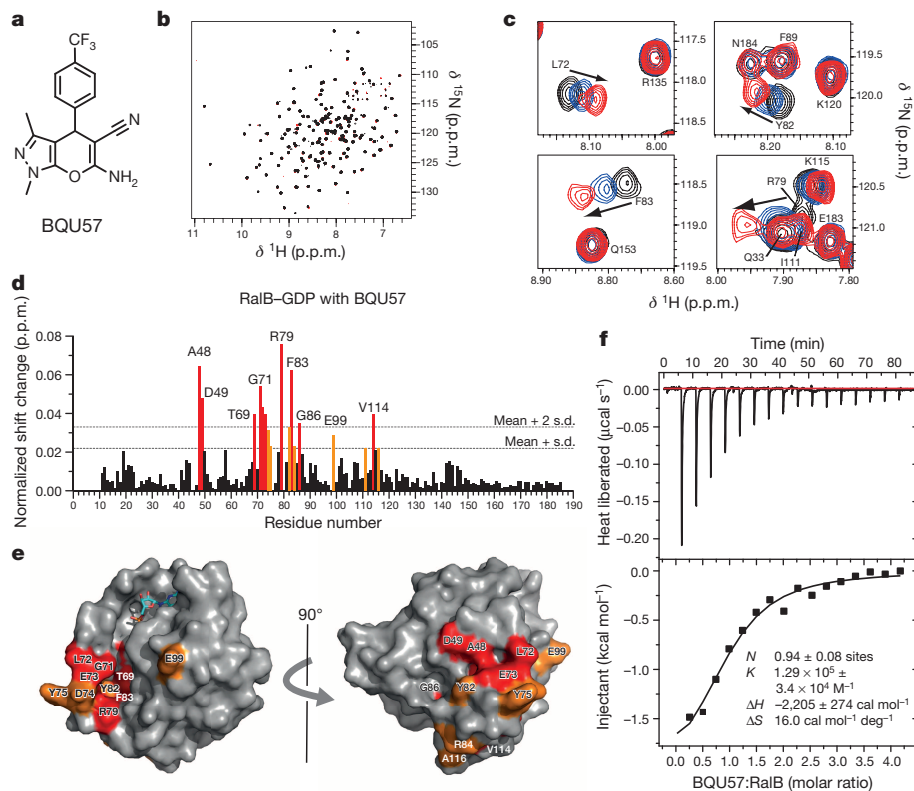 a
CF3
N
N
O
NH2
N
BQU57
b
105
110
115
120
125
130
11 10 9 8 7
δ 1H (p.p.m.)
δ 15N (p.p.m.)
c
L72
R135
117.5
118.0
118.5
8.10 8.00
N184
F89
K120
Y82
119.5
120.0
8.20 8.10
F83
Q153
118.5
119.0
119.5
8.90 8.80 8.70 8.60
K115
R79
E183
Q33
I111
120.5
121.0
8.00 7.90 7.80
δ 1H (p.p.m.)
δ 15N (p.p.m.)
d
RalB–GDP with BQU57
Normalized shift change (p.p.m.)
0.08
0.06
0.04
0.02
0.00
A48
D49
T69
G71
R79
F83
G86
E99
V114
Mean + 2 s.d.
Mean + s.d.
0 10 20 30 40 50 60 70 80 90 100 110 120 130 140 150 160 170 180 190
Residue number
e
L72
G71
E73
T69
Y75
D74
Y82
F83
R79
E99
90°
D49
A48
L72
E99
E73
G86
Y82
Y75
R84
V114
A116
f
Time (min)
0 10 20 30 40 50 60 70 80
Heat liberated (μcal s−1)
0.00
−0.05
−0.10
−0.15
−0.20
Injectant (kcal mol−1)
0.0
−0.5
−1.0
−1.5
N 0.94 ± 0.08 sites
K 1.29 × 10⁵ ±
3.4 × 10⁴ M−1
ΔH −2,205 ± 274 cal mol−1
ΔS 16.0 cal mol−1 deg−1
0.0 0.5 1.0 1.5 2.0 2.5 3.0 3.5 4.0
BQU57:RalB (molar ratio)